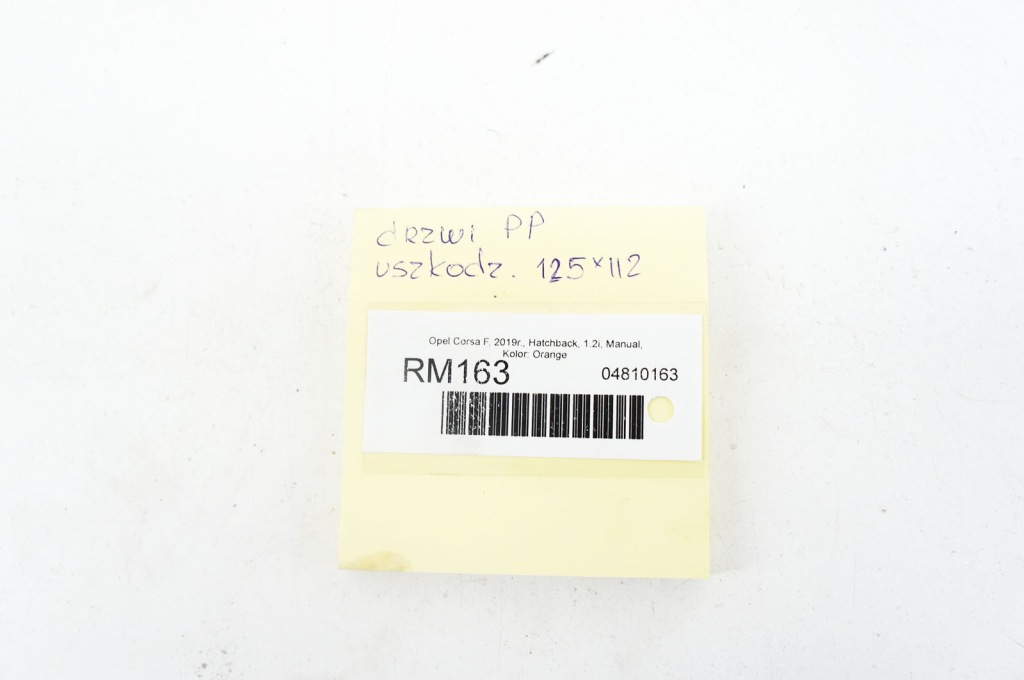 drzwi PP
uszkodz. 125x112
Opel Corsa F, 2019r., Hatchback, 1.2i, Manual,
Kolor: Orange
RM163 04810163